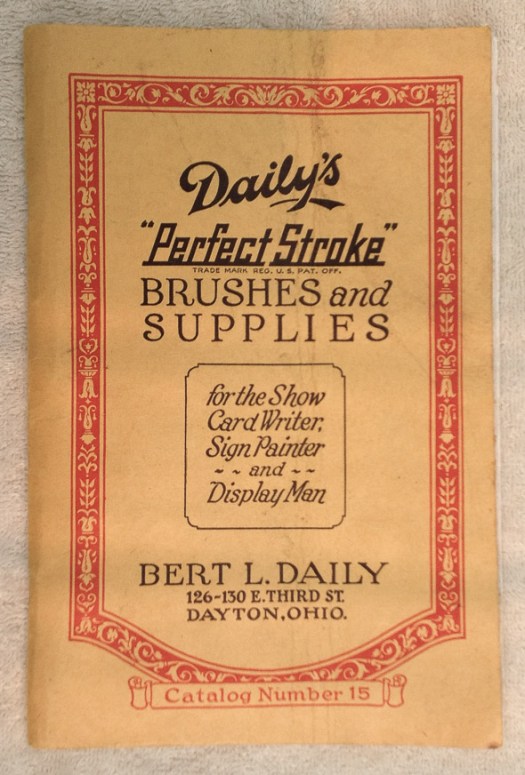 Daily's
"Perfect Stroke"
TRADE MARK REG. U. S. PAT. OFF.
BRUSHES and
SUPPLIES
for the Show
Card Writer,
Sign Painter
~ ~ and ~ ~
Display Man
BERT L. DAILY
126-130 E. THIRD ST.
DAYTON, OHIO.
Catalog Number 15